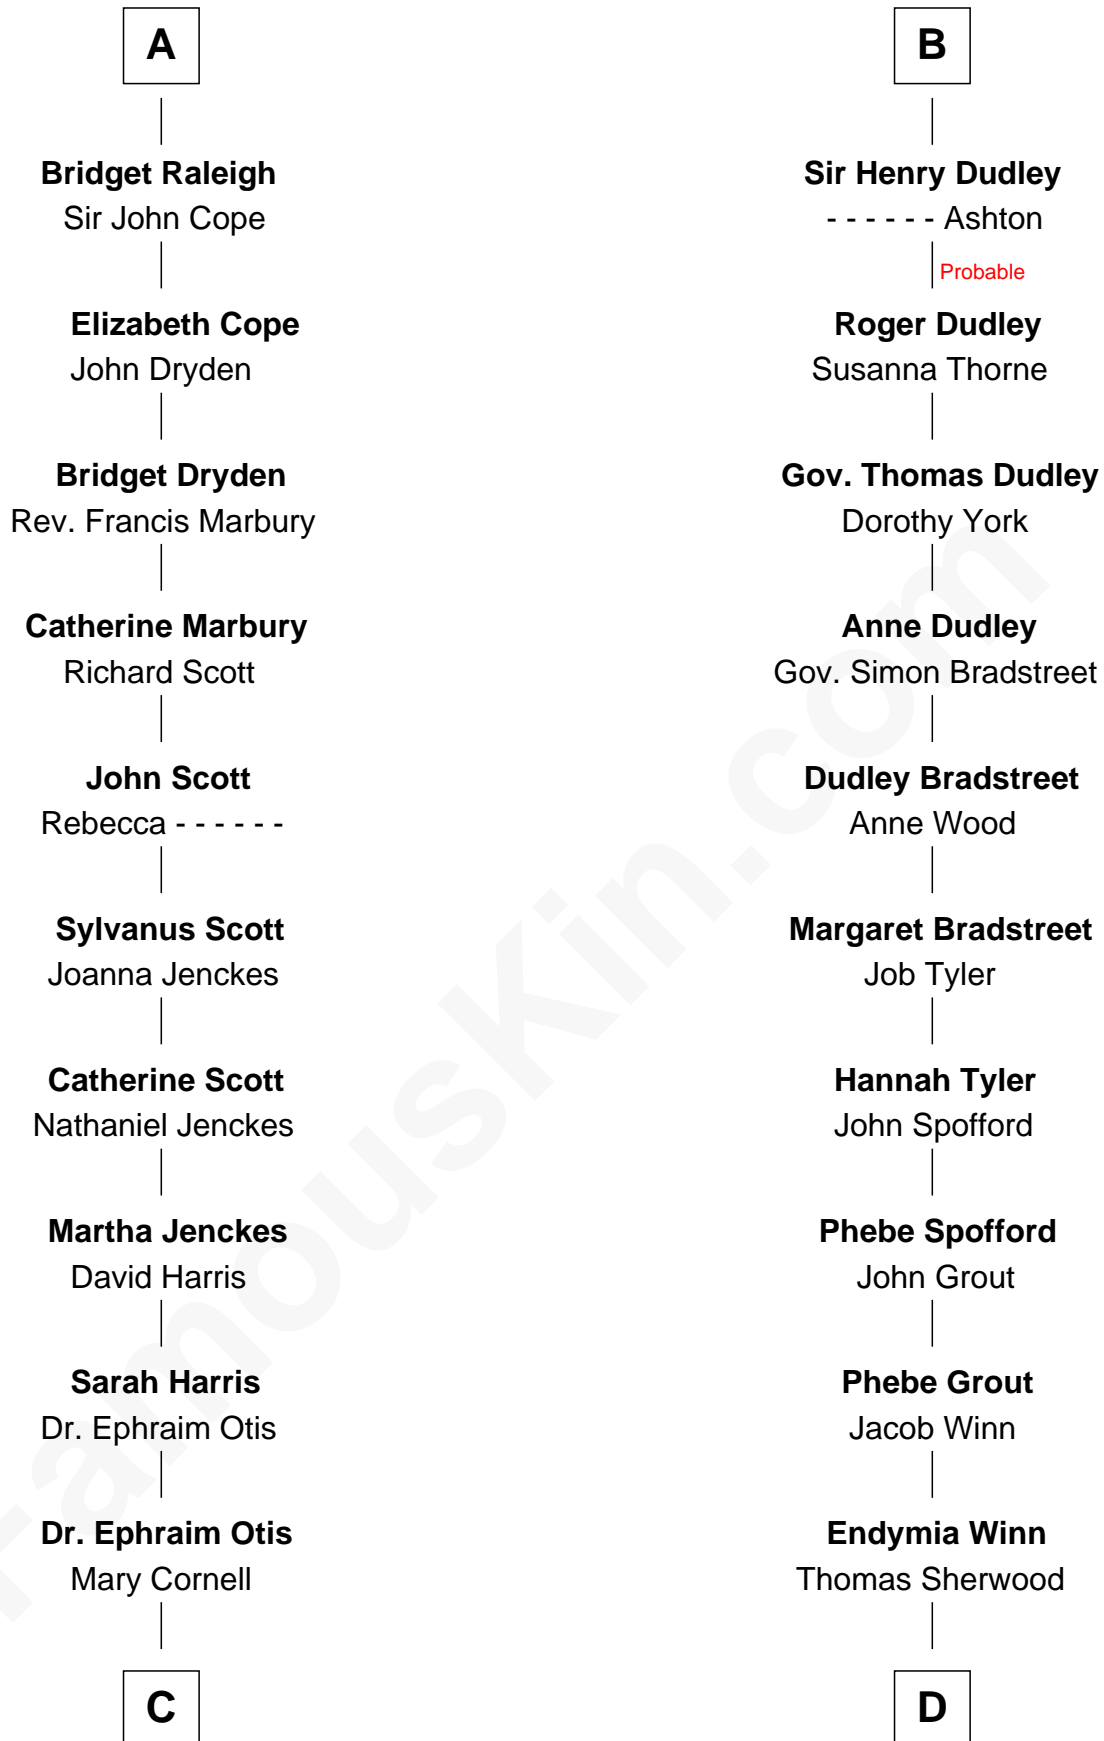 A
Bridget Raleigh
Sir John Cope
Elizabeth Cope
John Dryden
Bridget Dryden
Rev. Francis Marbury
Catherine Marbury
Richard Scott
John Scott
Rebecca - - - - - -
Sylvanus Scott
Joanna Jenckes
Catherine Scott
Nathaniel Jenckes
Martha Jenckes
David Harris
Sarah Harris
Dr. Ephraim Otis
Dr. Ephraim Otis
Mary Cornell
C
B
Sir Henry Dudley
- - - - - - Ashton
Probable
Roger Dudley
Susanna Thorne
Gov. Thomas Dudley
Dorothy York
Anne Dudley
Gov. Simon Bradstreet
Dudley Bradstreet
Anne Wood
Margaret Bradstreet
Job Tyler
Hannah Tyler
John Spofford
Phebe Spofford
John Grout
Phebe Grout
Jacob Winn
Endymia Winn
Thomas Sherwood
D
FamousKin.com